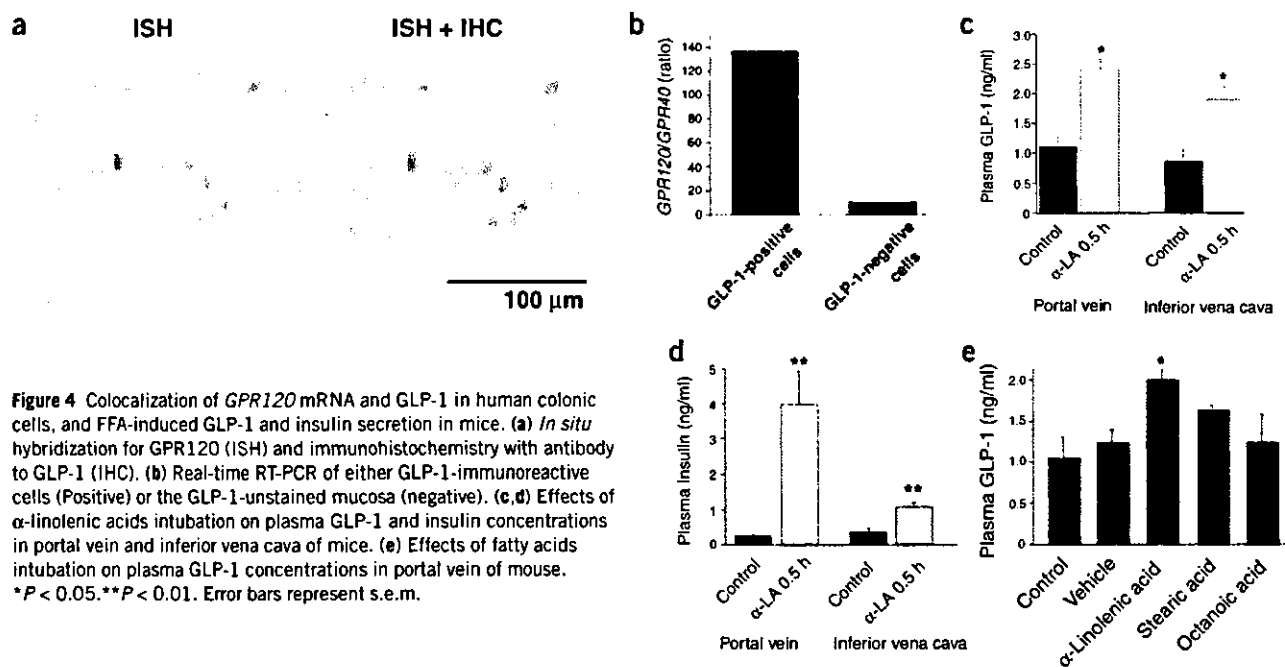 a
ISH
ISH + IHC
100 μm
b
GPR120/GPR40 (ratio)
140
120
100
80
60
40
20
0
GLP-1-positive cells
GLP-1-negative cells
c
Plasma GLP-1 (ng/ml)
3.0
2.5
2.0
1.5
1.0
0.5
0
*
*
Control
α-LA 0.5 h
Control
α-LA 0.5 h
Portal vein
Inferior vena cava
d
Plasma Insulin (ng/ml)
5
4
3
2
1
0
**
**
Control
α-LA 0.5 h
Control
α-LA 0.5 h
Portal vein
Inferior vena cava
e
Plasma GLP-1 (ng/ml)
2.0
1.5
1.0
0.5
0
*
Control
Vehicle
α-Linolenic acid
Stearic acid
Octanoic acid
Figure 4 Colocalization of GPR120 mRNA and GLP-1 in human colonic
cells, and FFA-induced GLP-1 and insulin secretion in mice. (a) In situ
hybridization for GPR120 (ISH) and immunohistochemistry with antibody
to GLP-1 (IHC). (b) Real-time RT-PCR of either GLP-1-immunoreactive
cells (Positive) or the GLP-1-unstained mucosa (negative). (c,d) Effects of
α-linolenic acids intubation on plasma GLP-1 and insulin concentrations
in portal vein and inferior vena cava of mice. (e) Effects of fatty acids
intubation on plasma GLP-1 concentrations in portal vein of mouse.
*P < 0.05.**P < 0.01. Error bars represent s.e.m.